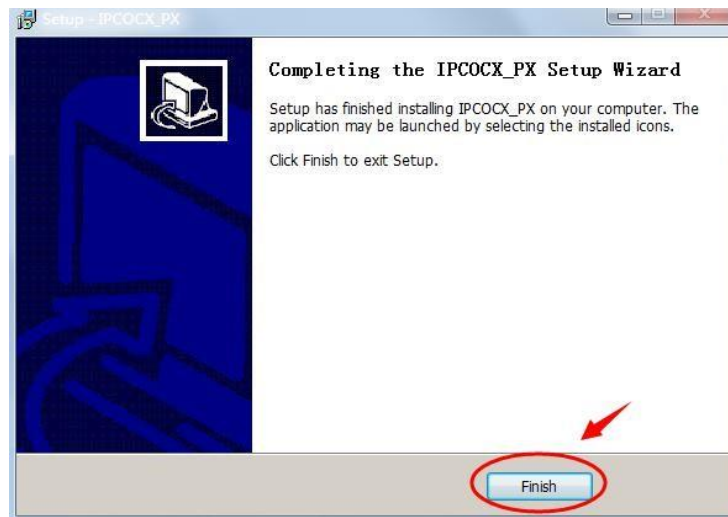 Setup - IPCOCX_PX
Completing the IPCOCX_PX Setup Wizard
Setup has finished installing IPCOCX_PX on your computer. The
application may be launched by selecting the installed icons.
Click Finish to exit Setup.
Finish